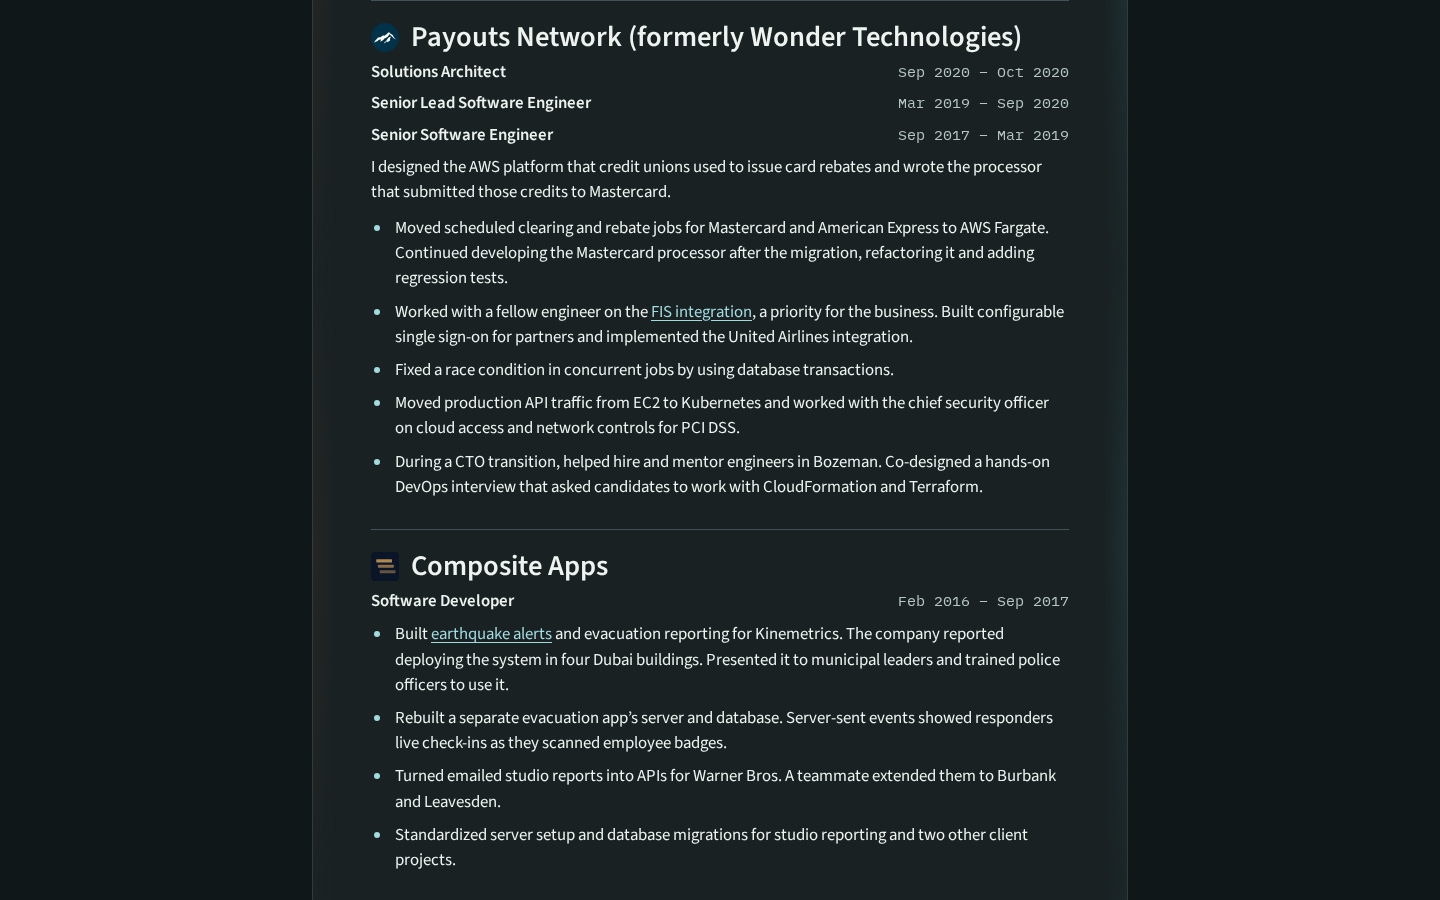 Payouts Network (formerly Wonder Technologies)
Solutions Architect Sep 2020 – Oct 2020
Senior Lead Software Engineer Mar 2019 – Sep 2020
Senior Software Engineer Sep 2017 – Mar 2019
I designed the AWS platform that credit unions used to issue card rebates and wrote the processor
that submitted those credits to Mastercard.
• Moved scheduled clearing and rebate jobs for Mastercard and American Express to AWS Fargate.
Continued developing the Mastercard processor after the migration, refactoring it and adding
regression tests.
• Worked with a fellow engineer on the FIS integration, a priority for the business. Built configurable
single sign-on for partners and implemented the United Airlines integration.
• Fixed a race condition in concurrent jobs by using database transactions.
• Moved production API traffic from EC2 to Kubernetes and worked with the chief security officer
on cloud access and network controls for PCI DSS.
• During a CTO transition, helped hire and mentor engineers in Bozeman. Co-designed a hands-on
DevOps interview that asked candidates to work with CloudFormation and Terraform.
Composite Apps
Software Developer Feb 2016 – Sep 2017
• Built earthquake alerts and evacuation reporting for Kinemetrics. The company reported
deploying the system in four Dubai buildings. Presented it to municipal leaders and trained police
officers to use it.
• Rebuilt a separate evacuation app’s server and database. Server-sent events showed responders
live check-ins as they scanned employee badges.
• Turned emailed studio reports into APIs for Warner Bros. A teammate extended them to Burbank
and Leavesden.
• Standardized server setup and database migrations for studio reporting and two other client
projects.